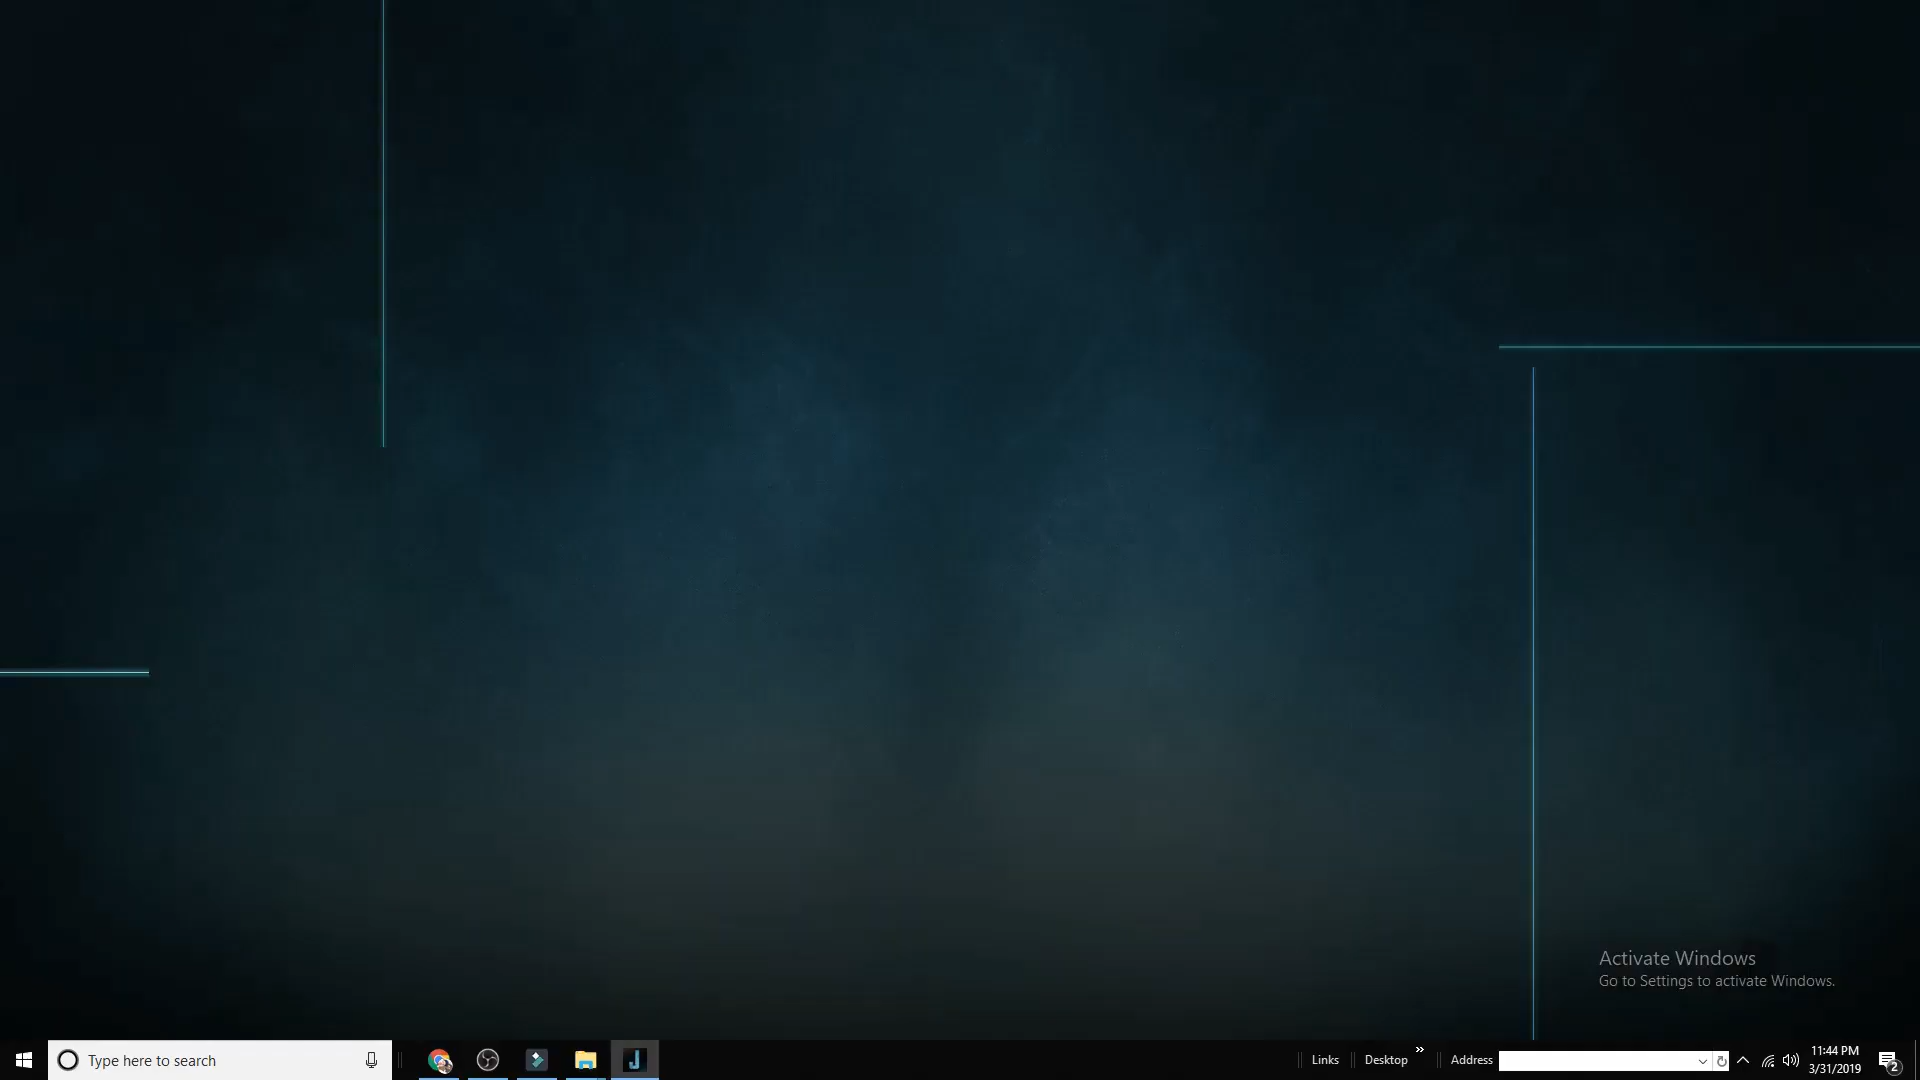 Activate Windows
Go to Settings to activate Windows.
Type here to search
J
Links
Desktop
»
Address
11:44 PM
3/31/2019
2